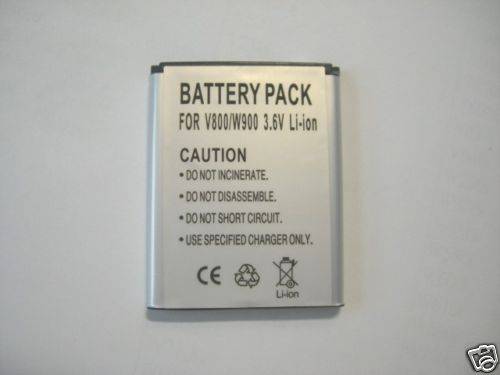 BATTERY PACK
FOR V800/W900 3.6V Li-ion
CAUTION
• DO NOT INCINERATE.
• DO NOT DISASSEMBLE.
• DO NOT SHORT CIRCUIT.
• USE SPECIFIED CHARGER ONLY.
CE
Li-ion